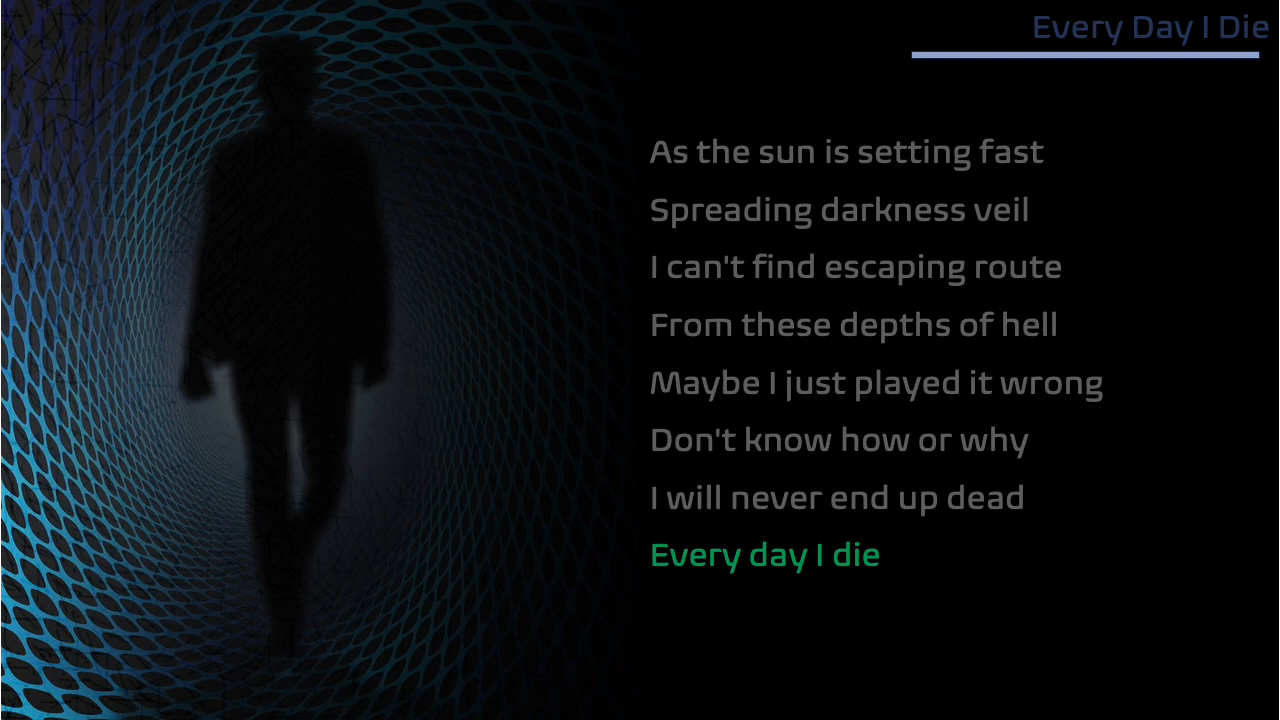 Every Day I Die
As the sun is setting fast
Spreading darkness veil
I can't find escaping route
From these depths of hell
Maybe I just played it wrong
Don't know how or why
I will never end up dead
Every day I die